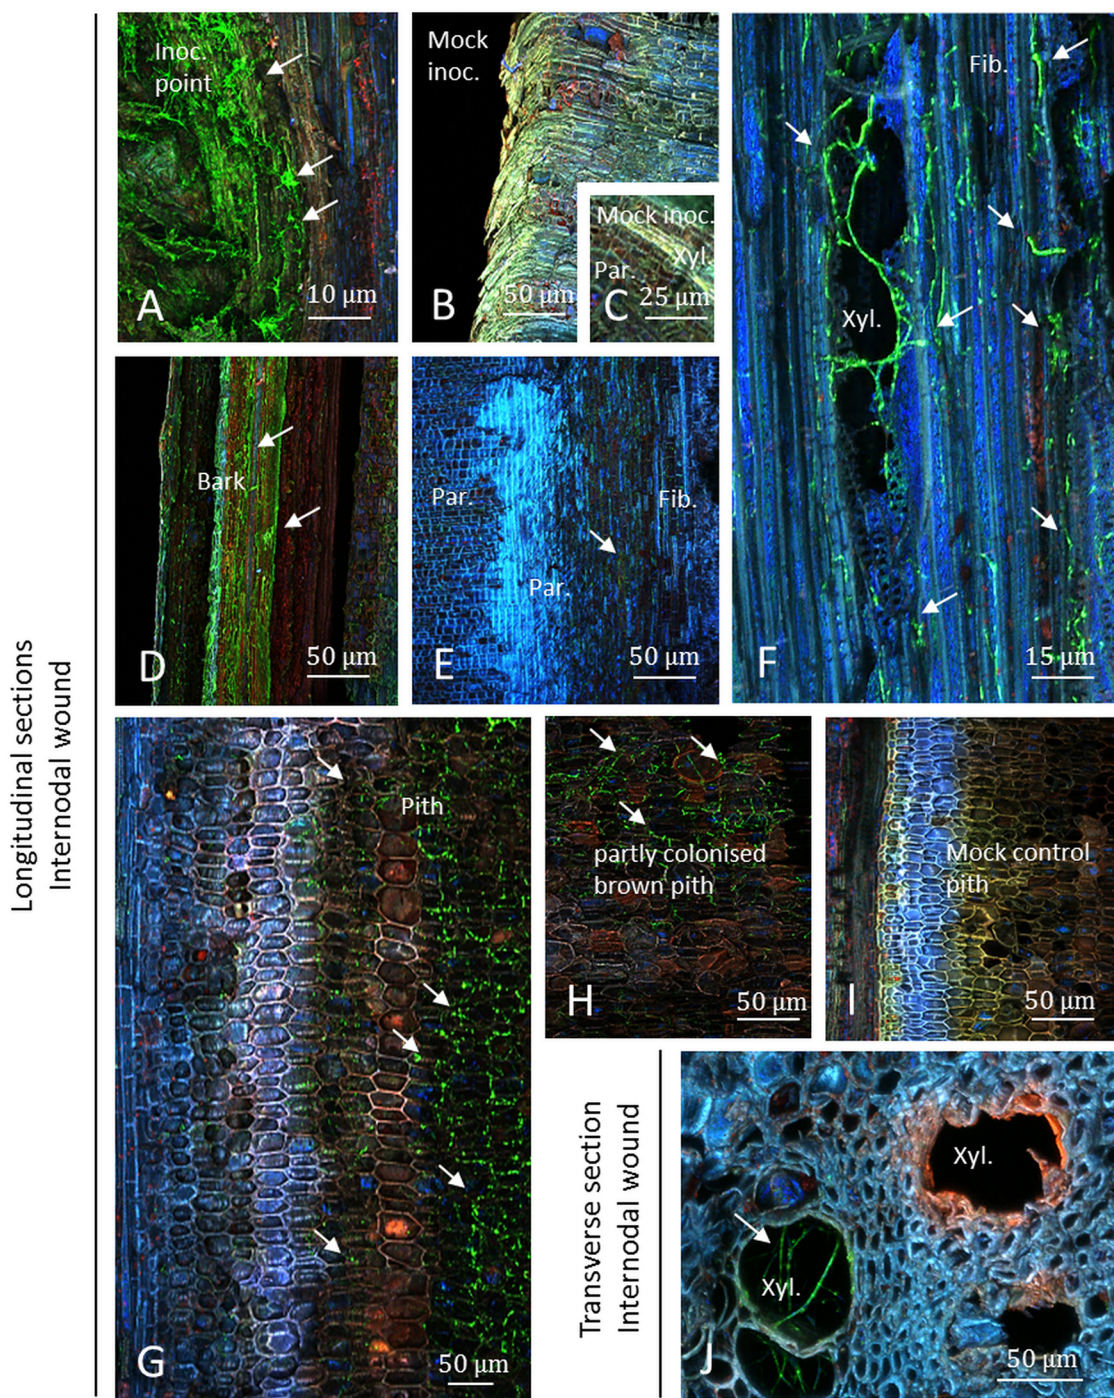 Longitudinal sections
Internodal wound
Inoc.
point
A
10 μm
Mock
inoc.
B
50 μm
Mock inoc.
Xyl.
Par.
C
25 μm
Fib.
Xyl.
F
15 μm
Bark
D
50 μm
Par.
Fib.
Par.
E
50 μm
Pith
G
50 μm
partly colonised
brown pith
H
50 μm
Mock control
pith
I
50 μm
Transverse section
Internodal wound
Xyl.
Xyl.
J
50 μm